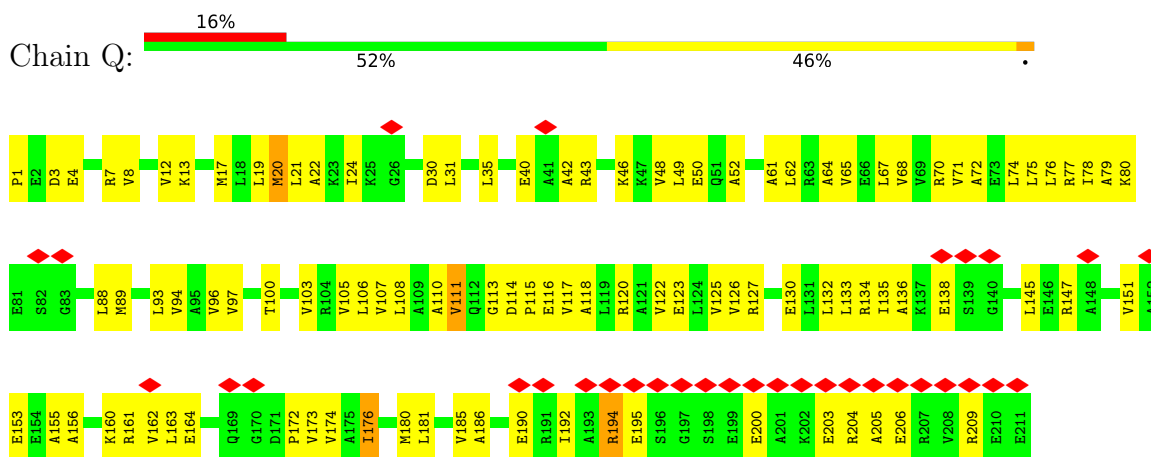 16%
Chain Q:
52% 46% •
P1 E2 D3 E4 R7 V8 V12 K13 M17 L18 L19 M20 L21 A22 K23 I24 K25 G26 D30 L31 L35 E40 A41 A42 R43 K46 K47 V48 L49 E50 Q51 A52 A61 L62 R63 A64 V65 E66 L67 V68 V69 R70 V71 A72 E73 L74 L75 L76 R77 I78 A79 K80
E81 S82 G83 L88 M89 L93 V94 A95 V96 V97 T100 V103 R104 V105 L106 V107 L108 A109 A110 V111 Q112 G113 D114 P115 E116 V117 A118 L119 R120 A121 V122 E123 L124 V125 V126 R127 E130 L131 L132 L133 R134 I135 A136 K137 E138 S139 G140 L145 E146 R147 A148 V151
E153 E154 A155 A156 K160 R161 V162 L163 E164 Q169 G170 D171 P172 V173 V174 A175 I176 M180 L181 V185 A186 E190 R191 I192 A193 R194 E195 S196 G197 S198 E199 E200 A201 K202 E203 R204 A205 E206 R207 V208 R209 E210 E211